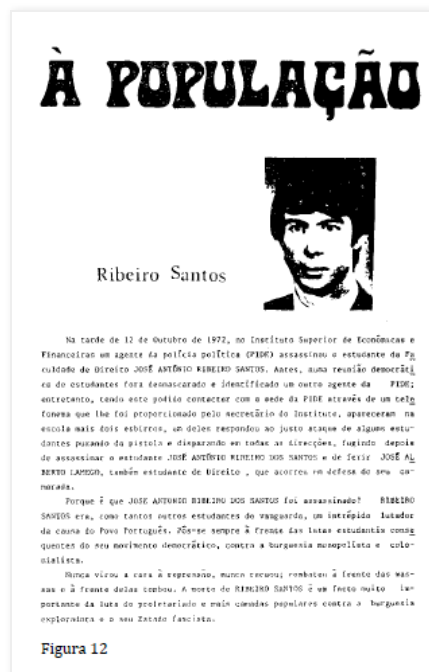 À POPULAÇÃO
Ribeiro Santos
Na tarde de 12 de Outubro de 1972, no Instituto Superior de Económicas e
Financeiras um agente da polícia política (PIDE) assassinou o estudante da Fa
culdade de Direito JOSÉ ANTÓNIO RIBEIRO SANTOS. Antes, numa reunião democráti
ca de estudantes fora desmascarado e identificado um outro agente da PIDE;
entretanto, tendo este podido contactar com a sede da PIDE através de um tele
fonema que lhe foi proporcionado pelo secretário do Instituto, apareceram na
escola mais dois esbirros, um deles respondeu ao justo ataque de alguns estu-
dantes puxando da pistola e disparando em todas as direcções, fugindo depois
de assassinar o estudante JOSÉ ANTÓNIO RIBEIRO DOS SANTOS e de ferir JOSÉ AL
BERTO LAMEGO, também estudante de Direito , que acorreu em defesa do seu ca-
marada.
Porque é que JOSÉ ANTONIO RIBEIRO DOS SANTOS foi assassinado? RIBEIRO
SANTOS era, como tantos outros estudantes de vanguarda, um intrépido lutador
da causa do Povo Português. Pôs-se sempre à frente das lutas estudantis conse
quentes do seu movimento democrático, contra a burguesia monopolista e colo-
nialista.
Nunca virou a cara à repressão, nunca recuou; combateu à frente das mas-
sas e à frente delas tombou. A morte de RIBEIRO SANTOS é um facto muito im-
portante da luta do proletariado e mais camadas populares contra a burguesia
exploradora e o seu Estado fascista.
Figura 12